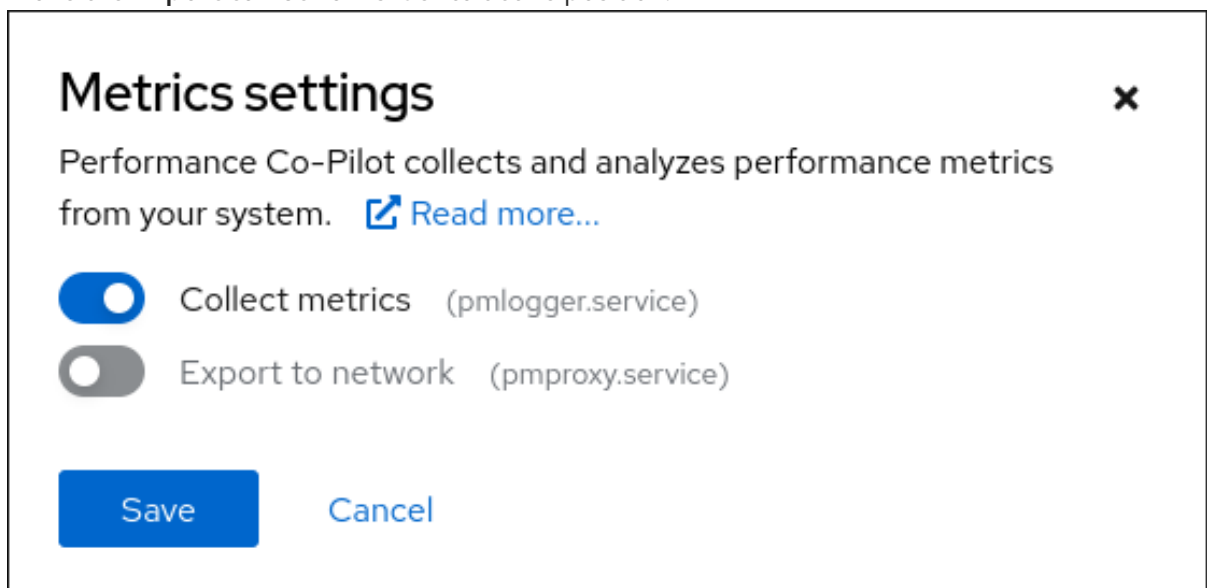 Metrics settings
Performance Co-Pilot collects and analyzes performance metrics
from your system. Read more...
Collect metrics (pmlogger.service)
Export to network (pmproxy.service)
Save Cancel